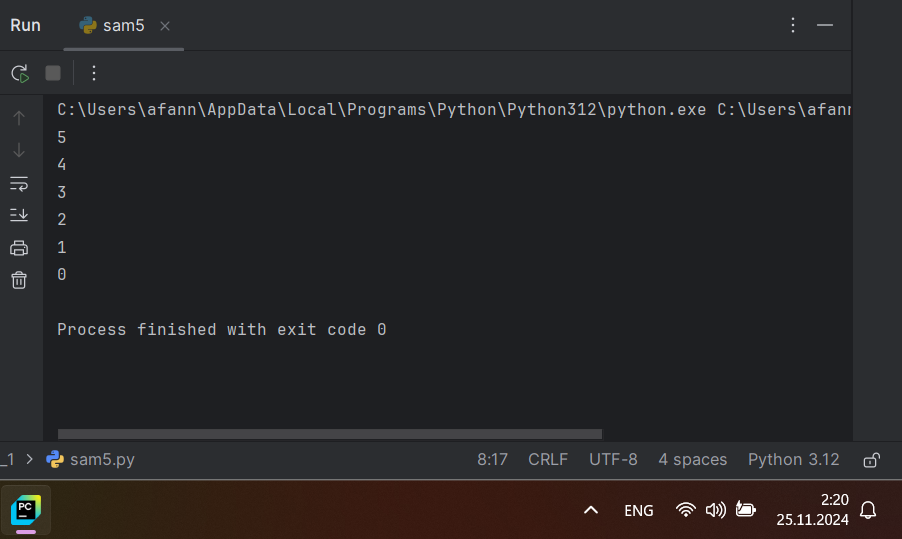 Run sam5
C:\Users\afann\AppData\Local\Programs\Python\Python312\python.exe C:\Users\afann
5
4
3
2
1
0
Process finished with exit code 0
_1 > sam5.py 8:17 CRLF UTF-8 4 spaces Python 3.12
PC ENG 2:20
25.11.2024